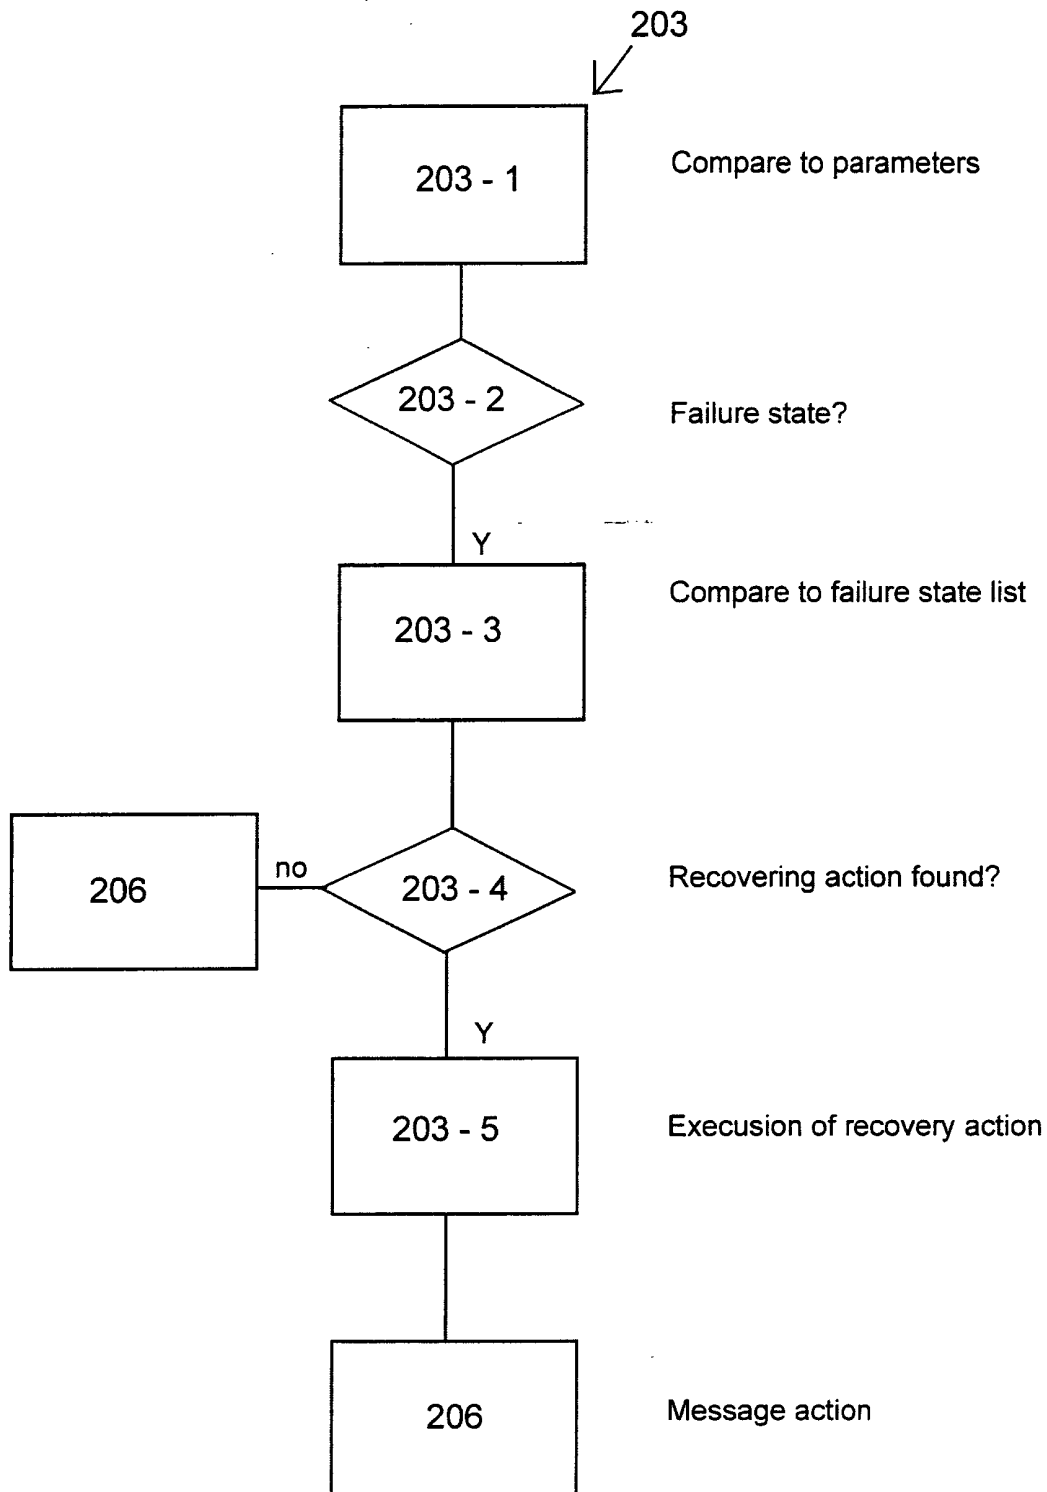 203
203 - 1
Compare to parameters
203 - 2
Failure state?
Y
203 - 3
Compare to failure state list
206
no
203 - 4
Recovering action found?
Y
203 - 5
Execusion of recovery action
206
Message action